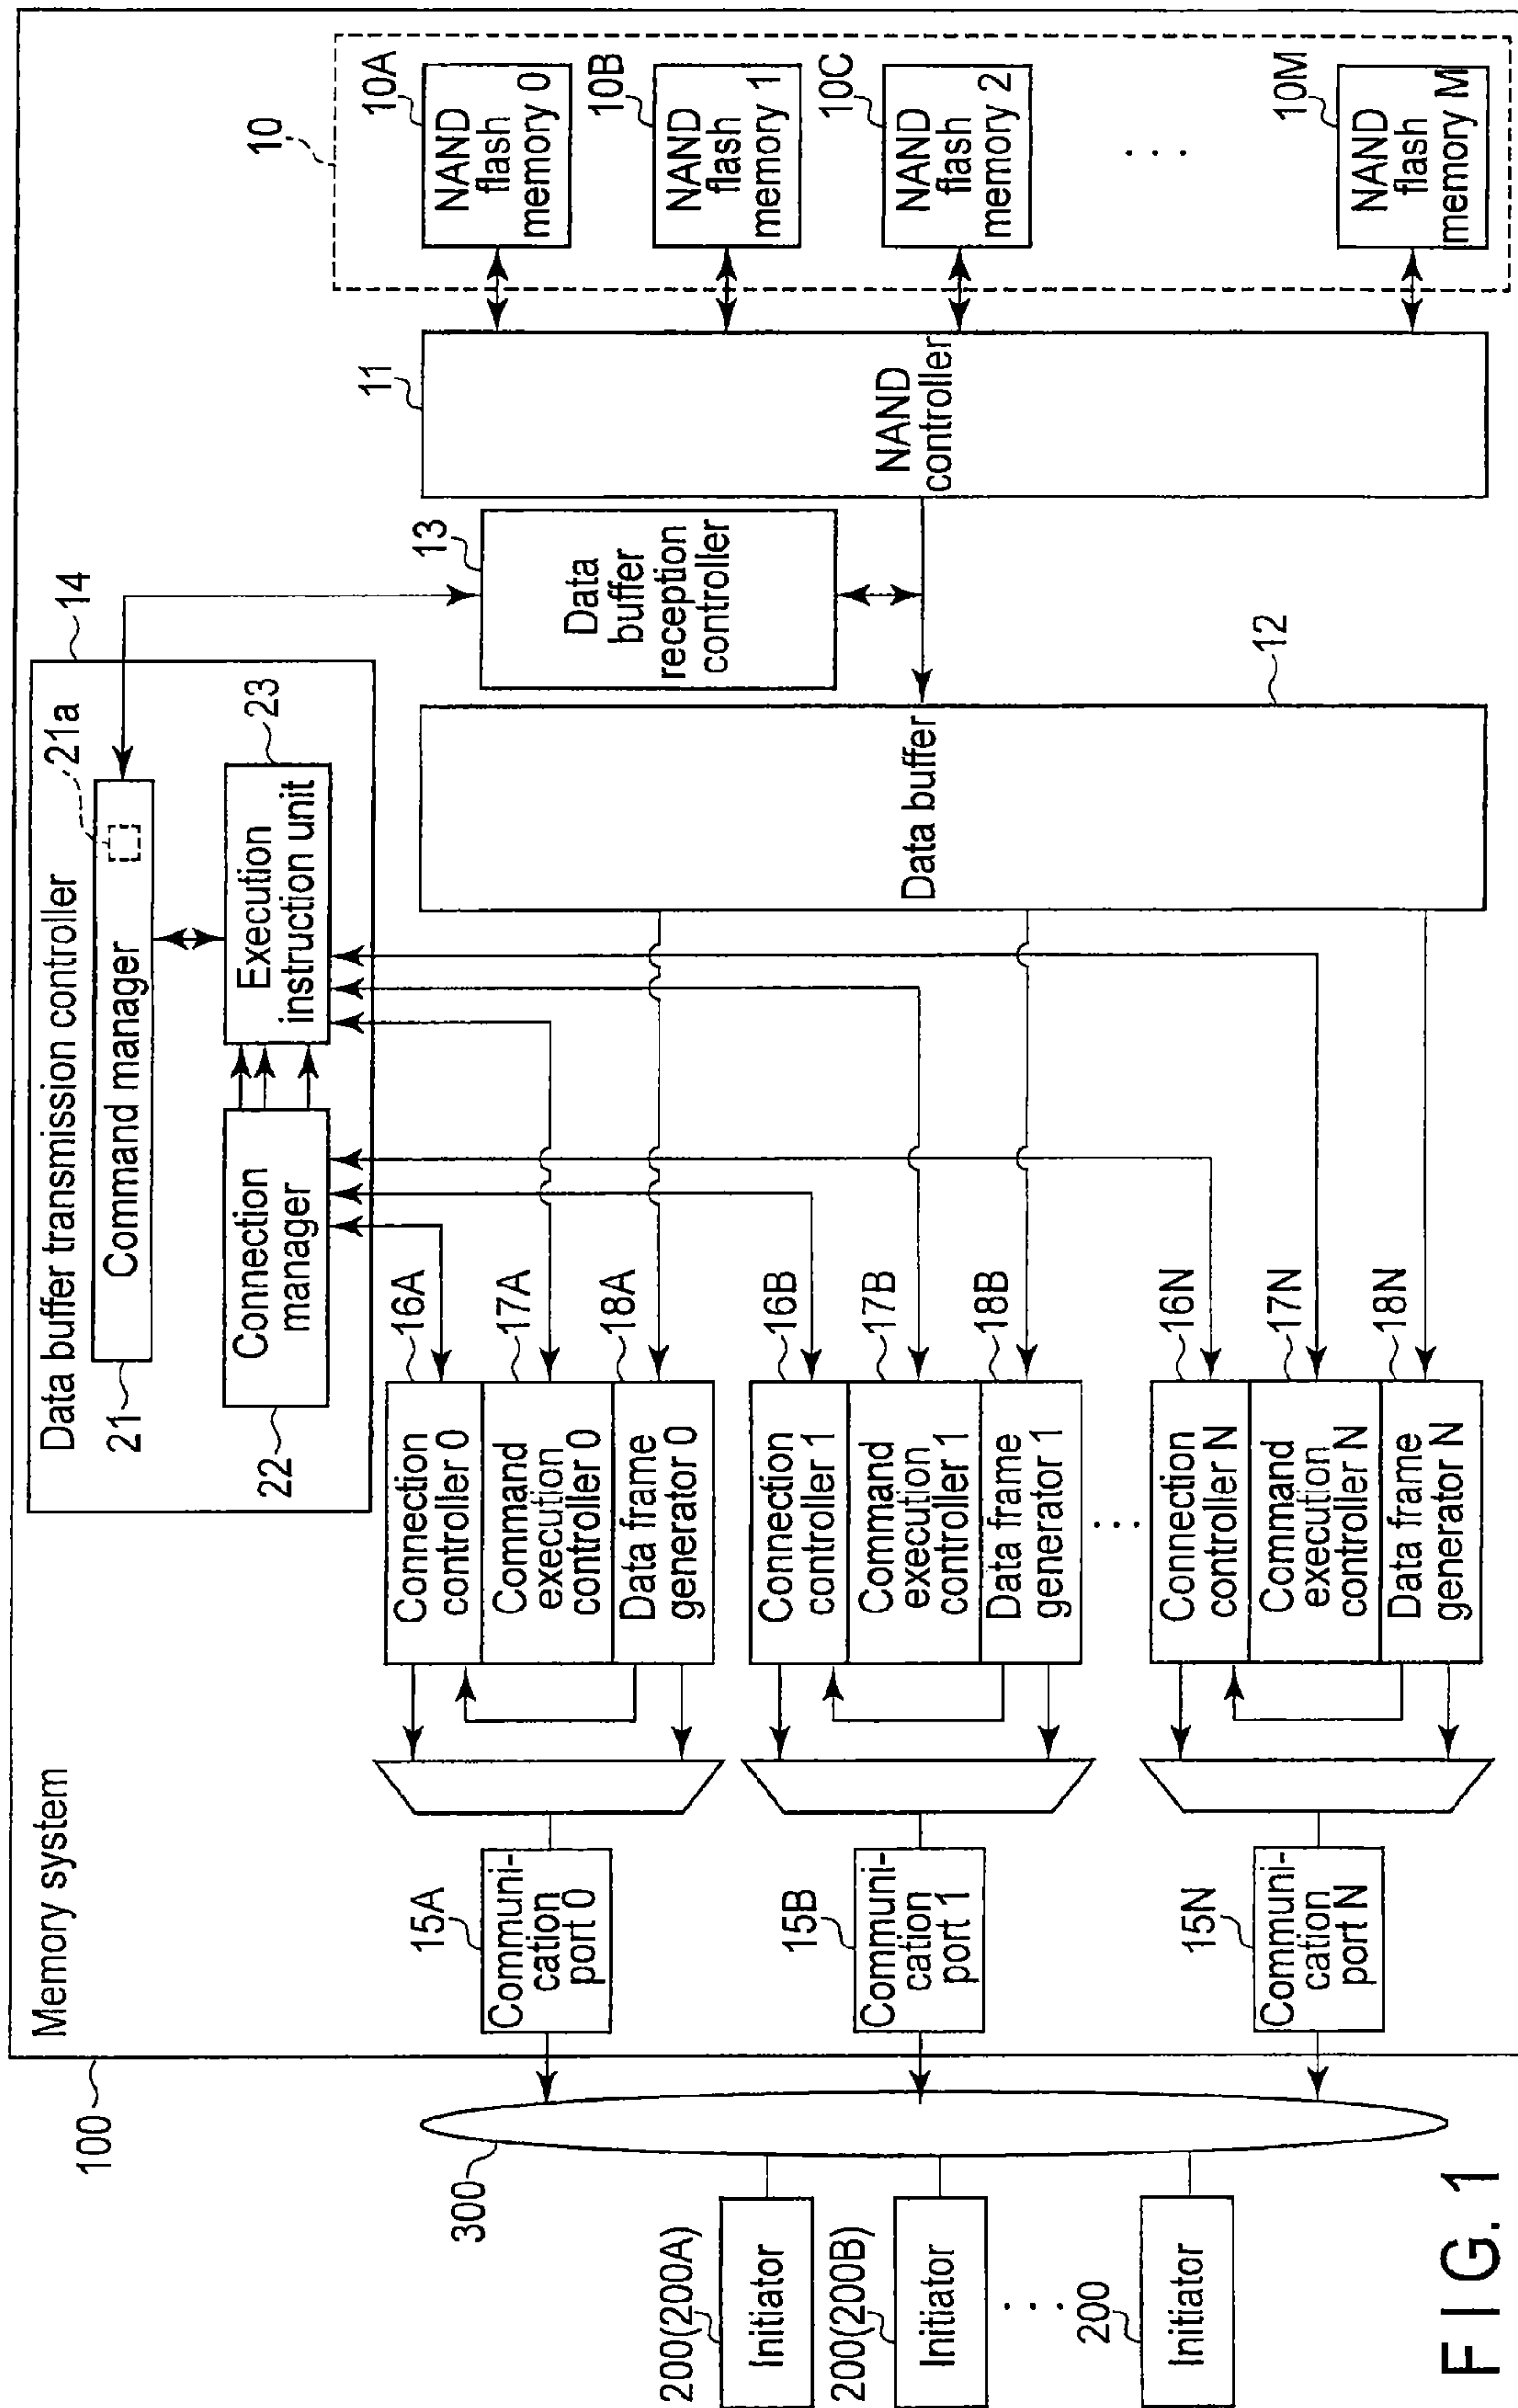 100
Memory system
Data buffer transmission controller
14
21
Command manager
21a
22
Connection
manager
Execution
instruction unit
23
13
Data
buffer
reception
controller
11
NAND
controller
10
10A
NAND
flash
memory 0
10B
NAND
flash
memory 1
10C
NAND
flash
memory 2
...
10M
NAND
flash
memory M
12
Data buffer
16A
Connection
controller 0
17A
Command
execution
controller 0
18A
Data frame
generator 0
16B
Connection
controller 1
17B
Command
execution
controller 1
18B
Data frame
generator 1
...
16N
Connection
controller N
17N
Command
execution
controller N
18N
Data frame
generator N
15A
Communi-
cation
port 0
15B
Communi-
cation
port 1
15N
Communi-
cation
port N
300
200(200A)
Initiator
200(200B)
Initiator
...
200
Initiator
FIG. 1